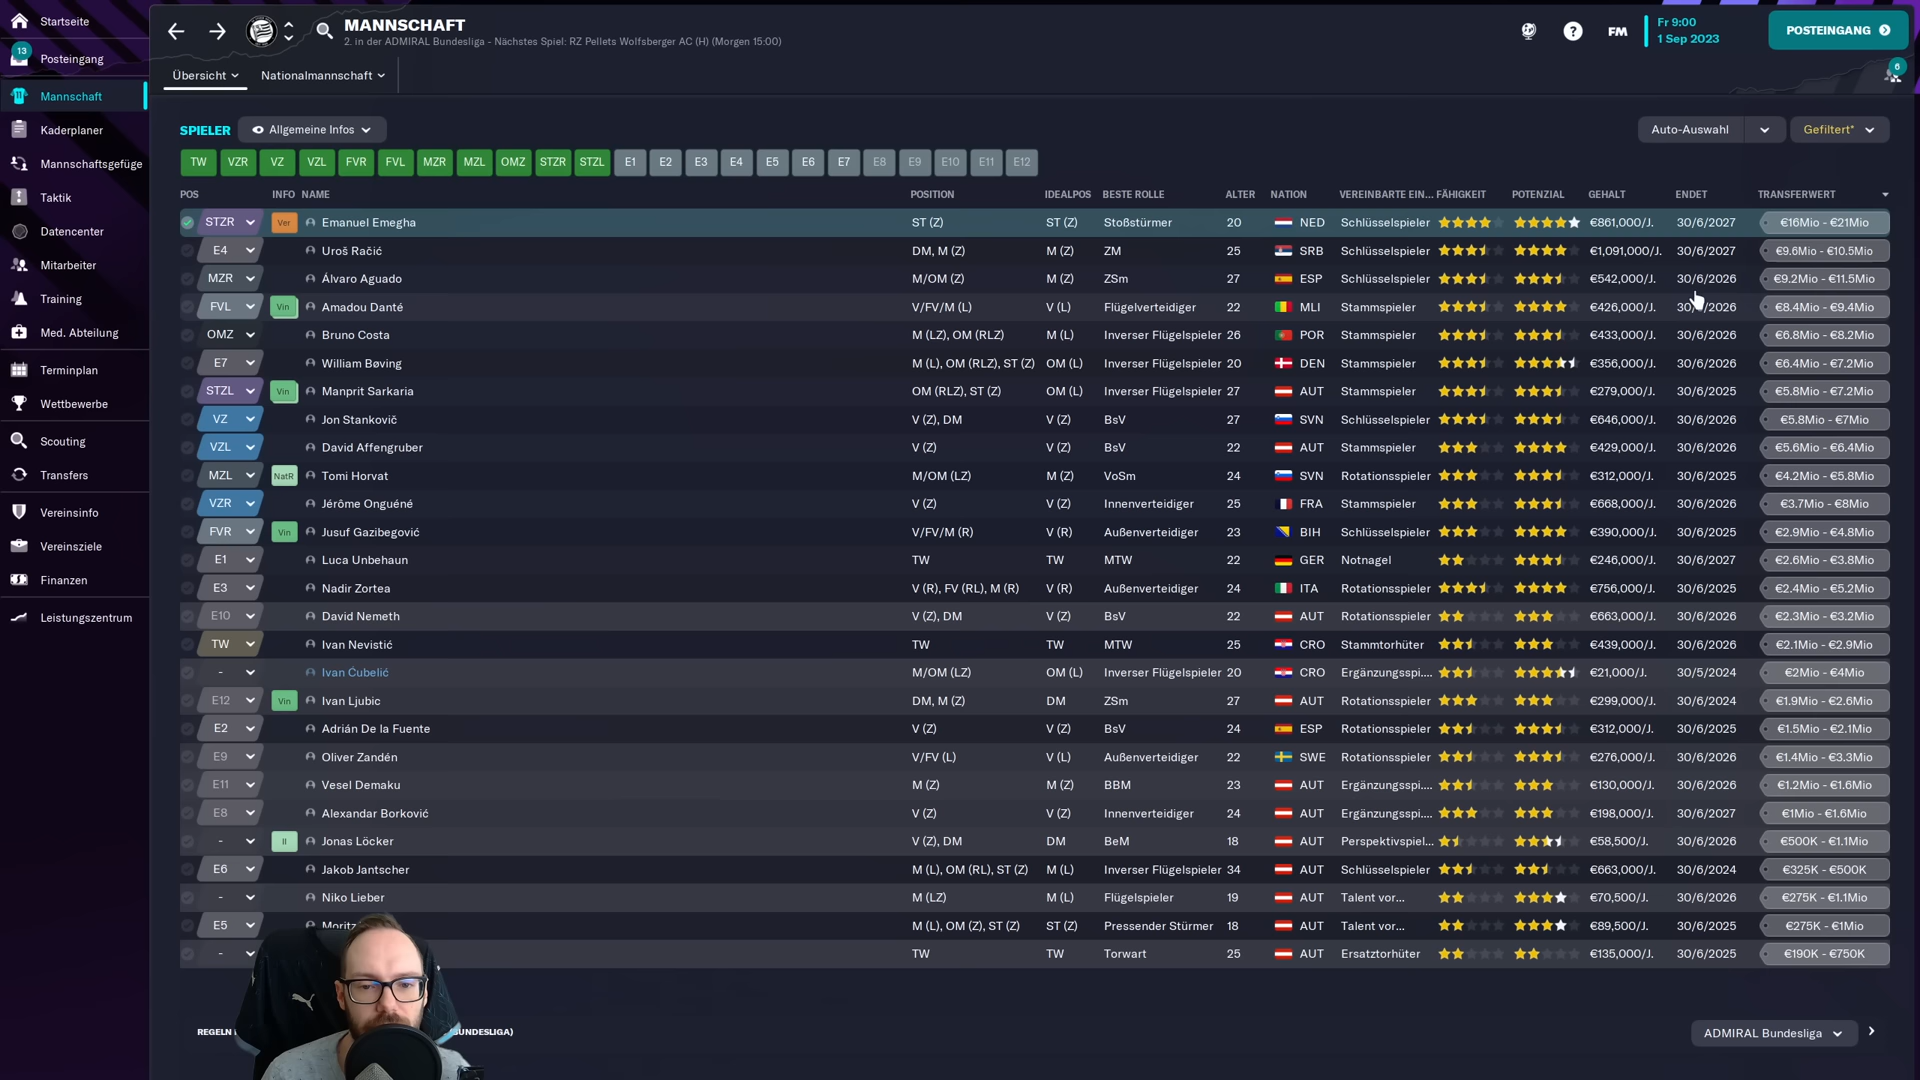 Startseite
13
Posteingang
Mannschaft
Kaderplaner
Mannschaftsgefüge
Taktik
Datencenter
Mitarbeiter
Training
Med. Abteilung
Terminplan
Wettbewerbe
Scouting
Transfers
Vereinsinfo
Vereinsziele
Finanzen
Leistungszentrum
MANNSCHAFT
2. in der ADMIRAL Bundesliga - Nächstes Spiel: RZ Pellets Wolfsberger AC (H) (Morgen 15:00)
FM
Fr 9:00
1 Sep 2023
POSTEINGANG
6
Übersicht Nationalmannschaft
SPIELER Allgemeine Infos Auto-Auswahl Gefiltert*
TW VZR VZ VZL FVR FVL MZR MZL OMZ STZR STZL E1 E2 E3 E4 E5 E6 E7 E8 E9 E10 E11 E12
POS INFO NAME POSITION IDEALPOS BESTE ROLLE ALTER NATION VEREINBARTE EIN... FÄHIGKEIT POTENZIAL GEHALT ENDET TRANSFERWERT
STZR Ver Emanuel Emegha ST (Z) ST (Z) Stoßstürmer 20 NED Schlüsselspieler €861,000/J. 30/6/2027 €16Mio - €21Mio
E4 Uroš Račić DM, M (Z) M (Z) ZM 25 SRB Schlüsselspieler €1,091,000/J. 30/6/2027 €9.6Mio - €10.5Mio
MZR Álvaro Aguado M/OM (Z) M (Z) ZSm 27 ESP Schlüsselspieler €542,000/J. 30/6/2026 €9.2Mio - €11.5Mio
FVL Vin Amadou Danté V/FV/M (L) V (L) Flügelverteidiger 22 MLI Stammspieler €426,000/J. 30/6/2026 €8.4Mio - €9.4Mio
OMZ Bruno Costa M (LZ), OM (RLZ) M (L) Inverser Flügelspieler 26 POR Stammspieler €433,000/J. 30/6/2026 €6.8Mio - €8.2Mio
E7 William Bøving M (L), OM (RLZ), ST (Z) OM (L) Inverser Flügelspieler 20 DEN Stammspieler €356,000/J. 30/6/2026 €6.4Mio - €7.2Mio
STZL Vin Manprit Sarkaria OM (RLZ), ST (Z) OM (L) Inverser Flügelspieler 27 AUT Stammspieler €279,000/J. 30/6/2025 €5.8Mio - €7.2Mio
VZ Jon Stankovič V (Z), DM V (Z) BsV 27 SVN Schlüsselspieler €646,000/J. 30/6/2026 €5.8Mio - €7Mio
VZL David Affengruber V (Z) V (Z) BsV 22 AUT Stammspieler €429,000/J. 30/6/2026 €5.6Mio - €6.4Mio
MZL NatR Tomi Horvat M/OM (LZ) M (Z) VoSm 24 SVN Rotationsspieler €312,000/J. 30/6/2025 €4.2Mio - €5.8Mio
VZR Jérôme Onguéné V (Z) V (Z) Innenverteidiger 25 FRA Stammspieler €668,000/J. 30/6/2026 €3.7Mio - €8Mio
FVR Vin Jusuf Gazibegović V/FV/M (R) V (R) Außenverteidiger 23 BIH Schlüsselspieler €390,000/J. 30/6/2025 €2.9Mio - €4.8Mio
E1 Luca Unbehaun TW TW MTW 22 GER Notnagel €246,000/J. 30/6/2027 €2.6Mio - €3.8Mio
E3 Nadir Zortea V (R), FV (RL), M (R) V (R) Außenverteidiger 24 ITA Rotationsspieler €756,000/J. 30/6/2025 €2.4Mio - €5.2Mio
E10 David Nemeth V (Z), DM V (Z) BsV 22 AUT Rotationsspieler €663,000/J. 30/6/2026 €2.3Mio - €3.2Mio
TW Ivan Nevistić TW TW MTW 25 CRO Stammtorhüter €439,000/J. 30/6/2026 €2.1Mio - €2.9Mio
- Ivan Ćubelić M/OM (LZ) OM (L) Inverser Flügelspieler 20 CRO Ergänzungsspi.... €21,000/J. 30/5/2024 €2Mio - €4Mio
E12 Vin Ivan Ljubic DM, M (Z) DM ZSm 27 AUT Rotationsspieler €299,000/J. 30/6/2024 €1.9Mio - €2.6Mio
E2 Adrián De la Fuente V (Z) V (Z) BsV 24 ESP Rotationsspieler €312,000/J. 30/6/2025 €1.5Mio - €2.1Mio
E9 Oliver Zandén V/FV (L) V (L) Außenverteidiger 22 SWE Rotationsspieler €276,000/J. 30/6/2026 €1.4Mio - €3.3Mio
E11 Vesel Demaku M (Z) M (Z) BBM 23 AUT Ergänzungsspi.... €130,000/J. 30/6/2026 €1.2Mio - €1.6Mio
E8 Alexandar Borković V (Z) V (Z) Innenverteidiger 24 AUT Ergänzungsspi.... €198,000/J. 30/6/2027 €1Mio - €1.6Mio
- II Jonas Löcker V (Z), DM DM BeM 18 AUT Perspektivspiel... €58,500/J. 30/6/2026 €500K - €1.1Mio
E6 Jakob Jantscher M (L), OM (RL), ST (Z) M (L) Inverser Flügelspieler 34 AUT Schlüsselspieler €663,000/J. 30/6/2024 €325K - €500K
- Niko Lieber M (LZ) M (L) Flügelspieler 19 AUT Talent vor... €70,500/J. 30/6/2026 €275K - €1.1Mio
E5 Moritz M (L), OM (Z), ST (Z) ST (Z) Pressender Stürmer 18 AUT Talent vor... €89,500/J. 30/6/2025 €275K - €1Mio
- TW TW Torwart 25 AUT Ersatztorhüter €135,000/J. 30/6/2025 €190K - €750K
REGELN BUNDESLIGA) ADMIRAL Bundesliga